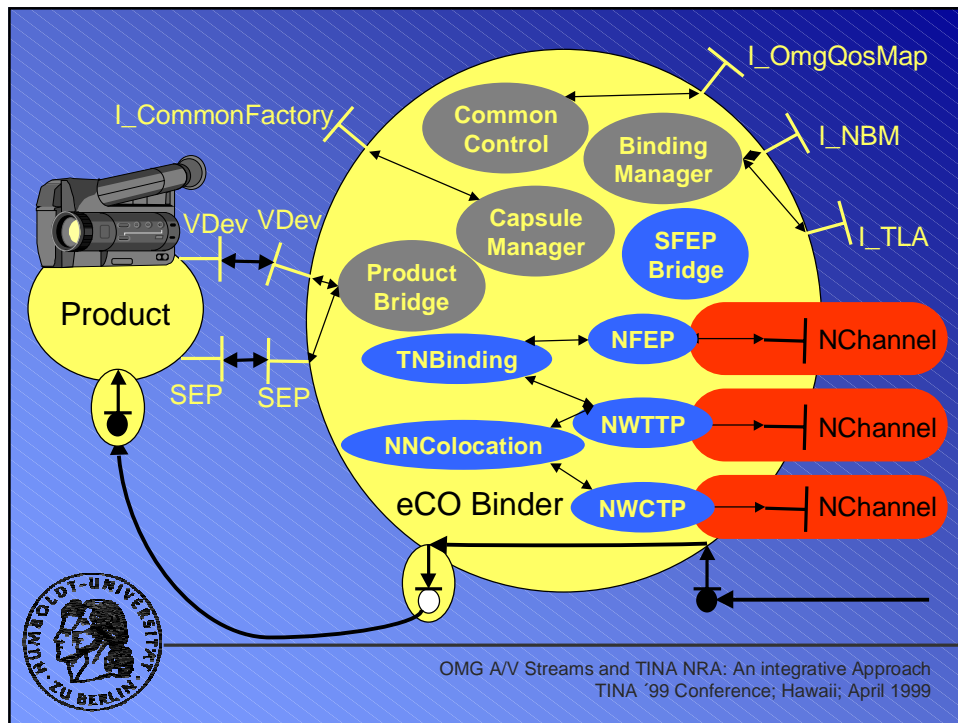 I_OmgQosMap
I_CommonFactory
Common
Control
I_NBM
Binding
Manager
VDev
VDev
Capsule
Manager
I_TLA
SFEP
Bridge
Product
Bridge
Product
NFEP
NChannel
TNBinding
SEP
SEP
NWTTP
NChannel
NNColocation
eCO Binder
NWCTP
NChannel
HUMBOLDT-UNIVERSITÄT
ZU BERLIN
OMG A/V Streams and TINA NRA: An integrative Approach
TINA ´99 Conference; Hawaii; April 1999